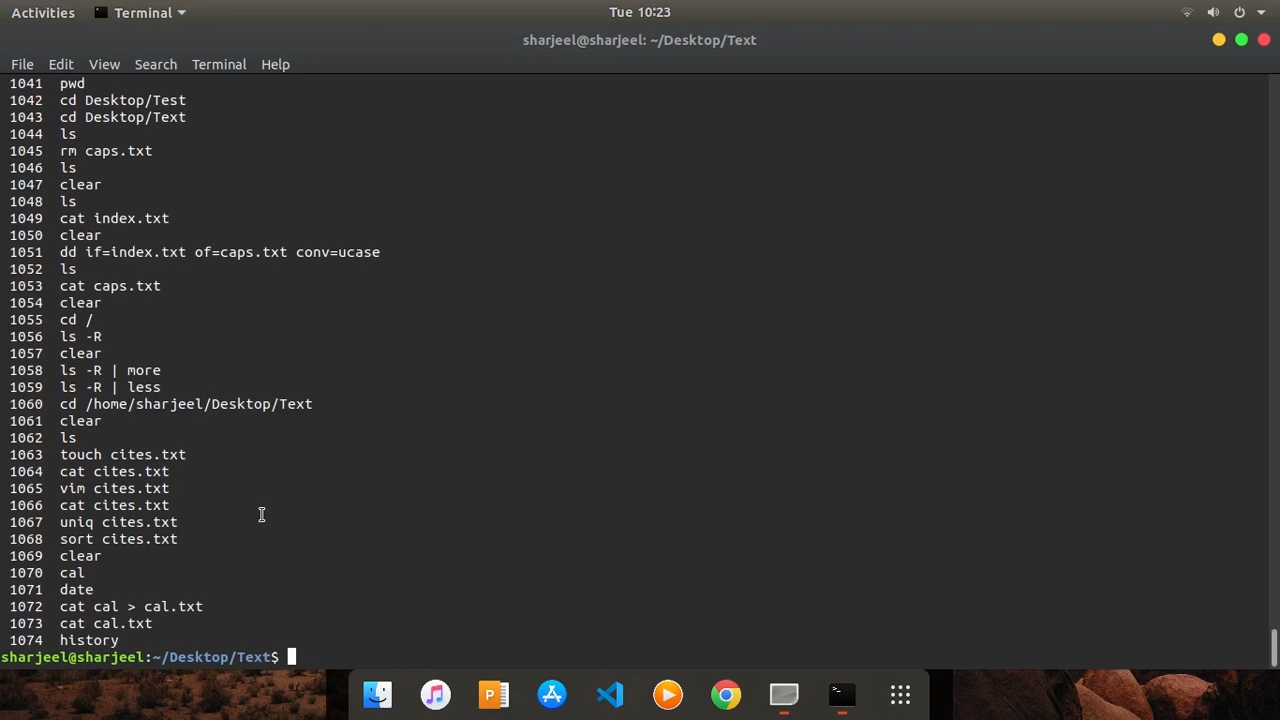 Activities Terminal Tue 10:23
sharjeel@sharjeel: ~/Desktop/Text
File Edit View Search Terminal Help
1041 pwd
1042 cd Desktop/Test
1043 cd Desktop/Text
1044 ls
1045 rm caps.txt
1046 ls
1047 clear
1048 ls
1049 cat index.txt
1050 clear
1051 dd if=index.txt of=caps.txt conv=ucase
1052 ls
1053 cat caps.txt
1054 clear
1055 cd /
1056 ls -R
1057 clear
1058 ls -R | more
1059 ls -R | less
1060 cd /home/sharjeel/Desktop/Text
1061 clear
1062 ls
1063 touch cites.txt
1064 cat cites.txt
1065 vim cites.txt
1066 cat cites.txt
1067 uniq cites.txt
1068 sort cites.txt
1069 clear
1070 cal
1071 date
1072 cat cal > cal.txt
1073 cat cal.txt
1074 history
sharjeel@sharjeel:~/Desktop/Text$
P >_